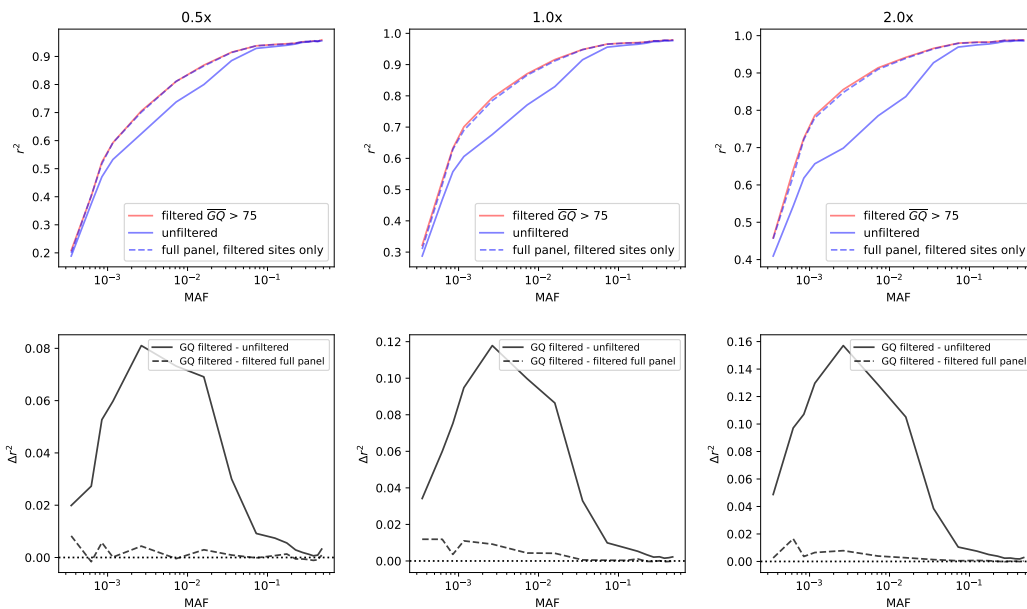 0.5x
1.0x
2.0x
0.9
0.8
0.7
0.6
0.5
0.4
0.3
0.2
r²
10⁻³
10⁻²
10⁻¹
MAF
filtered G̅Q̅ > 75
unfiltered
full panel, filtered sites only
1.0
0.9
0.8
0.7
0.6
0.5
0.4
0.3
r²
10⁻³
10⁻²
10⁻¹
MAF
filtered G̅Q̅ > 75
unfiltered
full panel, filtered sites only
1.0
0.9
0.8
0.7
0.6
0.5
0.4
r²
10⁻³
10⁻²
10⁻¹
MAF
filtered G̅Q̅ > 75
unfiltered
full panel, filtered sites only
0.08
0.06
0.04
0.02
0.00
Δr²
10⁻³
10⁻²
10⁻¹
MAF
GQ filtered - unfiltered
GQ filtered - filtered full panel
0.12
0.10
0.08
0.06
0.04
0.02
0.00
Δr²
10⁻³
10⁻²
10⁻¹
MAF
GQ filtered - unfiltered
GQ filtered - filtered full panel
0.16
0.14
0.12
0.10
0.08
0.06
0.04
0.02
0.00
Δr²
10⁻³
10⁻²
10⁻¹
MAF
GQ filtered - unfiltered
GQ filtered - filtered full panel